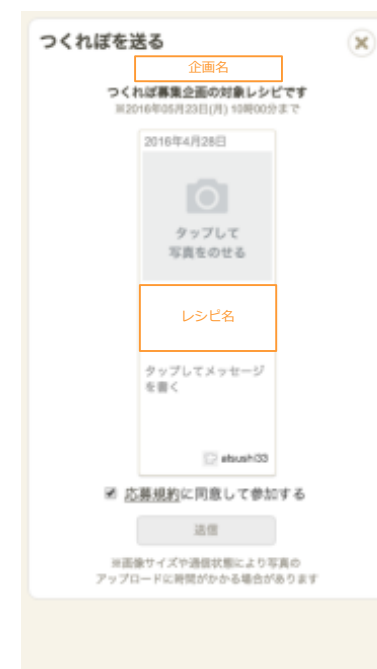 つくれぽを送る
企画名
つくれぽ募集企画の対象レシピです
※2016年05月23日(月) 10時00分まで
2016年4月28日
タップして
写真をのせる
レシピ名
タップしてメッセージ
を書く
atsushi33
応募規約に同意して参加する
送信
※画像サイズや通信状態により写真の
アップロードに時間がかかる場合があります